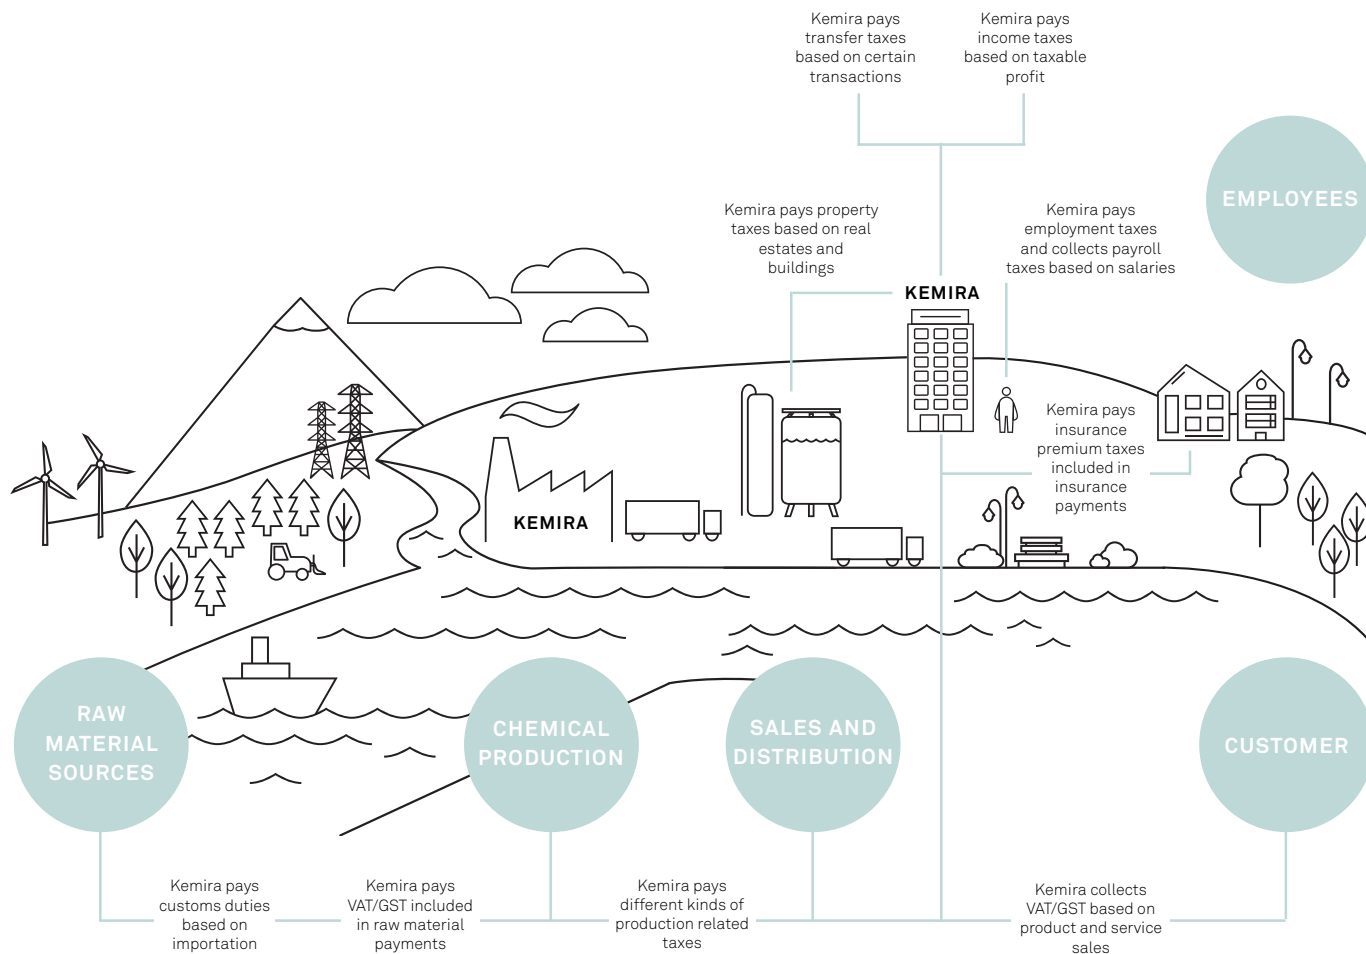 Kemira pays
transfer taxes
based on certain
transactions
Kemira pays
income taxes
based on taxable
profit
EMPLOYEES
Kemira pays property
taxes based on real
estates and
buildings
Kemira pays
employment taxes
and collects payroll
taxes based on salaries
KEMIRA
Kemira pays
insurance
premium taxes
included in
insurance
payments
KEMIRA
RAW
MATERIAL
SOURCES
CHEMICAL
PRODUCTION
SALES AND
DISTRIBUTION
CUSTOMER
Kemira pays
customs duties
based on
importation
Kemira pays
VAT/GST included
in raw material
payments
Kemira pays
different kinds of
production related
taxes
Kemira collects
VAT/GST based on
product and service
sales